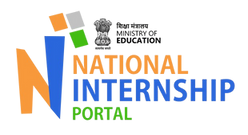 शिक्षा मंत्रालय
MINISTRY OF
EDUCATION
NATIONAL
INTERNSHIP
PORTAL